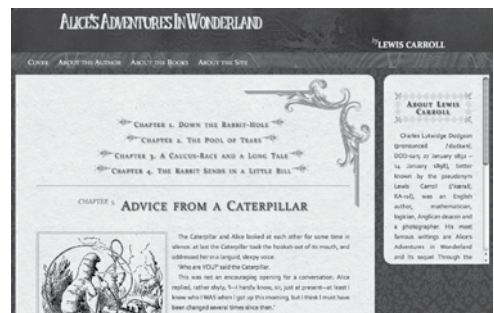 ALICE'S ADVENTURES IN WONDERLAND
by LEWIS CARROLL
COVER ABOUT THE AUTHOR ABOUT THE BOOKS ABOUT THE SITE
CHAPTER 1. DOWN THE RABBIT-HOLE
CHAPTER 2. THE POOL OF TEARS
CHAPTER 3. A CAUCUS-RACE AND A LONG TALE
CHAPTER 4. THE RABBIT SENDS IN A LITTLE BILL
CHAPTER 5. ADVICE FROM A CATERPILLAR
The Caterpillar and Alice looked at each other for some time in
silence: at last the Caterpillar took the hookah out of its mouth, and
addressed her in a languid, sleepy voice.
'Who are YOU?' said the Caterpillar.
This was not an encouraging opening for a conversation. Alice
replied, rather shyly, 'I—I hardly know, sir, just at present—at least I
know who I WAS when I got up this morning, but I think I must have
been changed several times since then.'
ABOUT LEWIS
CARROLL
Charles Lutwidge Dodgson
(pronounced
27 January 1832 –
14 January 1898), better
known by the pseudonym
Lewis Carroll
was an English
author, mathematician,
logician, Anglican deacon and
a photographer. His most
famous writings are Alice's
Adventures in Wonderland
and its sequel Through the